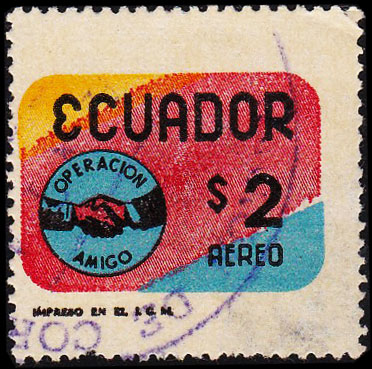 ECUADOR
OPERACION
AMIGO
$2
AEREO
IMPRESO EN EL I.G.M.
COR